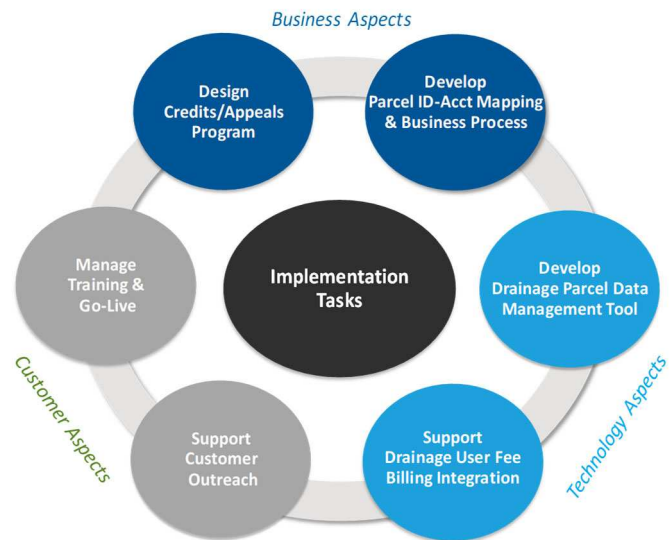 Business Aspects
Design
Credits/Appeals
Program
Develop
Parcel ID-Acct Mapping
& Business Process
Manage
Training &
Go-Live
Implementation
Tasks
Develop
Drainage Parcel Data
Management Tool
Customer Aspects
Support
Customer
Outreach
Support
Drainage User Fee
Billing Integration
Technology Aspects